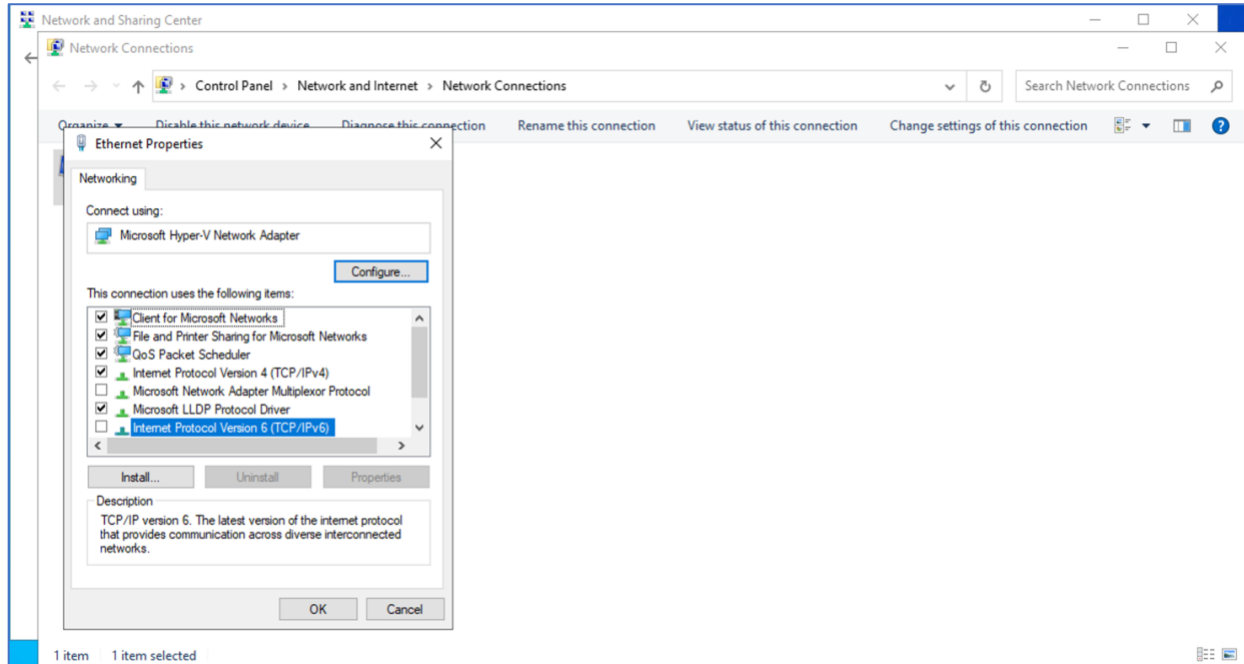 Network and Sharing Center
Network Connections
Control Panel > Network and Internet > Network Connections
Search Network Connections
Organize Disable this network device Diagnose this connection Rename this connection View status of this connection Change settings of this connection
Ethernet Properties
Networking
Connect using:
Microsoft Hyper-V Network Adapter
Configure...
This connection uses the following items:
Client for Microsoft Networks
File and Printer Sharing for Microsoft Networks
QoS Packet Scheduler
Internet Protocol Version 4 (TCP/IPv4)
Microsoft Network Adapter Multiplexor Protocol
Microsoft LLDP Protocol Driver
Internet Protocol Version 6 (TCP/IPv6)
Install... Uninstall Properties
Description
TCP/IP version 6. The latest version of the internet protocol
that provides communication across diverse interconnected
networks.
OK Cancel
1 item 1 item selected